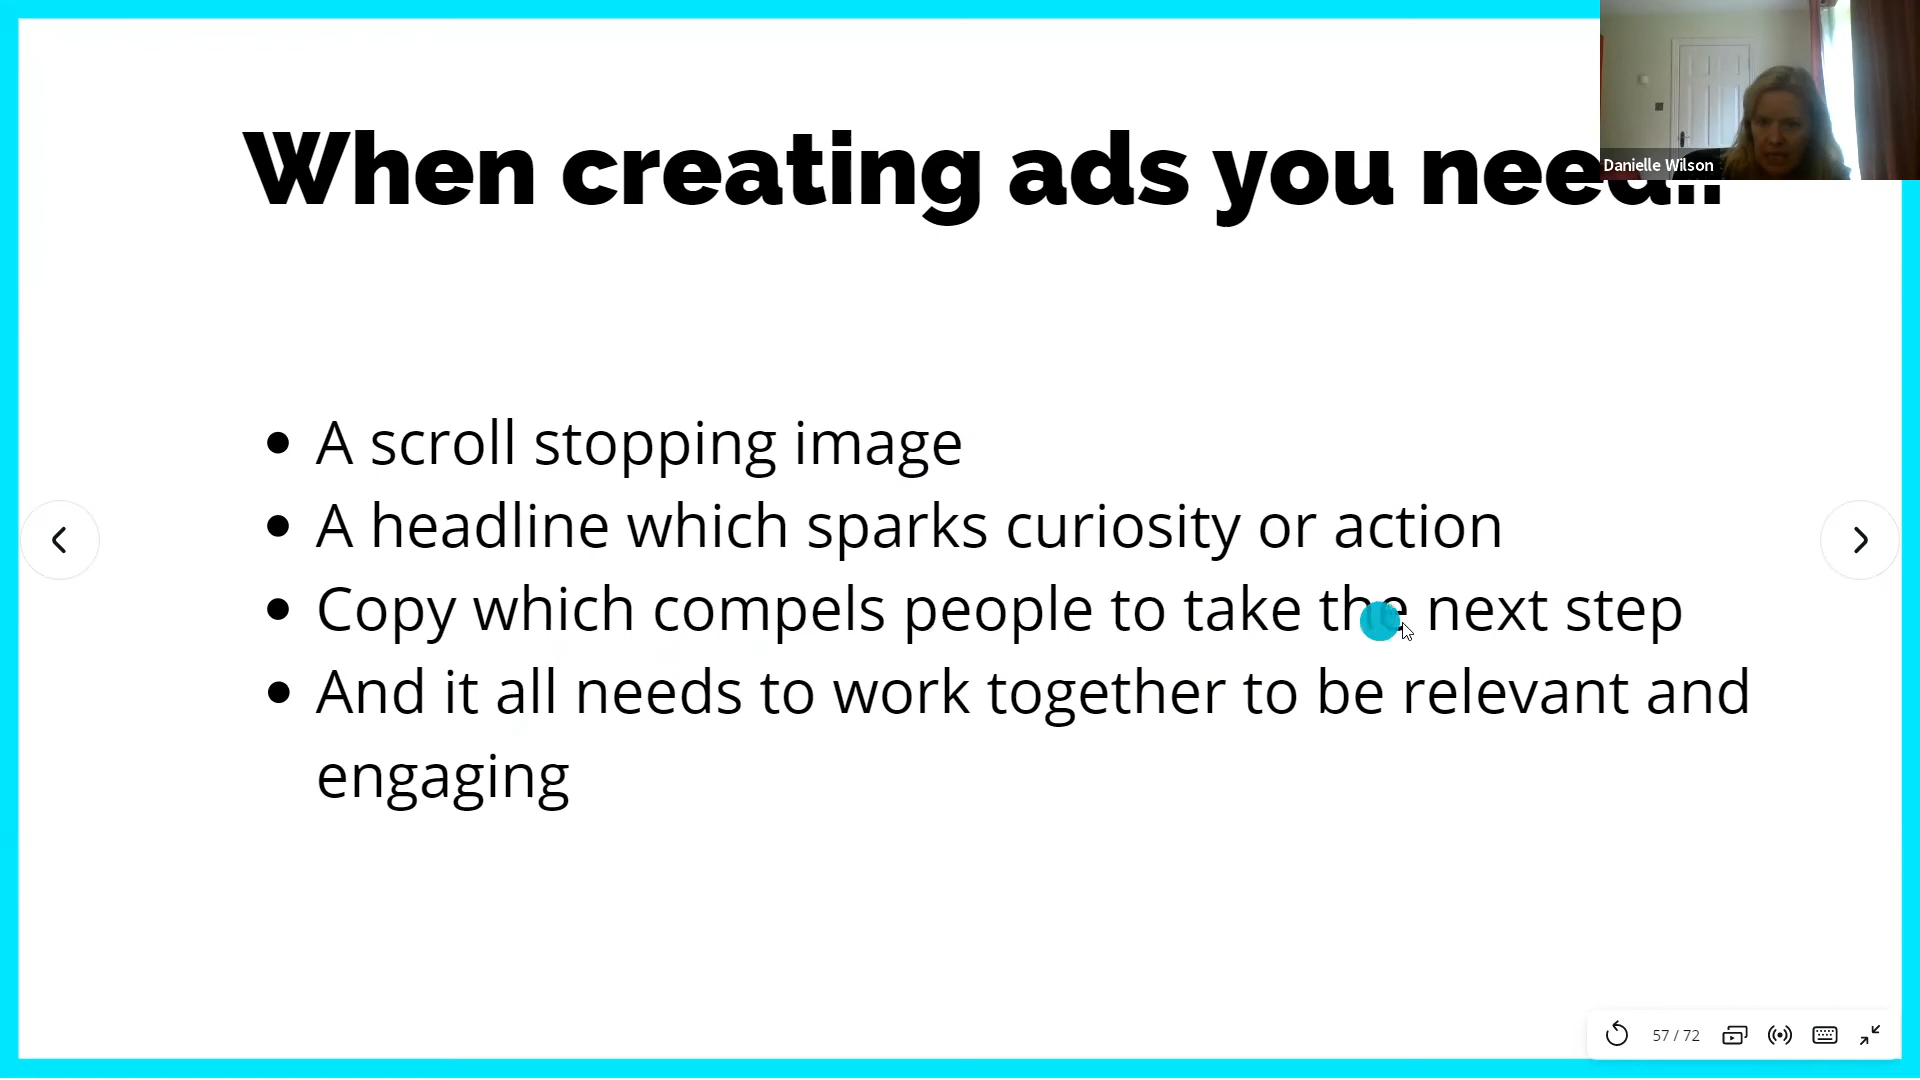 When creating ads you need..
Danielle Wilson
• A scroll stopping image
• A headline which sparks curiosity or action
• Copy which compels people to take the next step
• And it all needs to work together to be relevant and
engaging
57 / 72